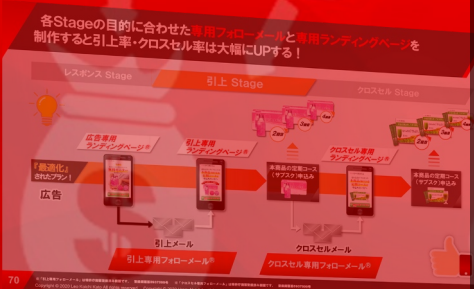 各Stageの目的に合わせた専用フォローメールと専用ランディングページを
制作すると引上率・クロスセル率は大幅にUPする！
レスポンス Stage
引上 Stage
クロスセル Stage
広告専用
ランディングページ®
引上専用
ランディングページ®
クロスセル専用
ランディングページ®
『最適化』
されたプラン！
広告
本商品の定期コース
(サブスク)申込み
本商品の定期コース
(サブスク)申込み
引上メール
引上専用フォローメール®
クロスセルメール
クロスセル専用フォローメール®
70